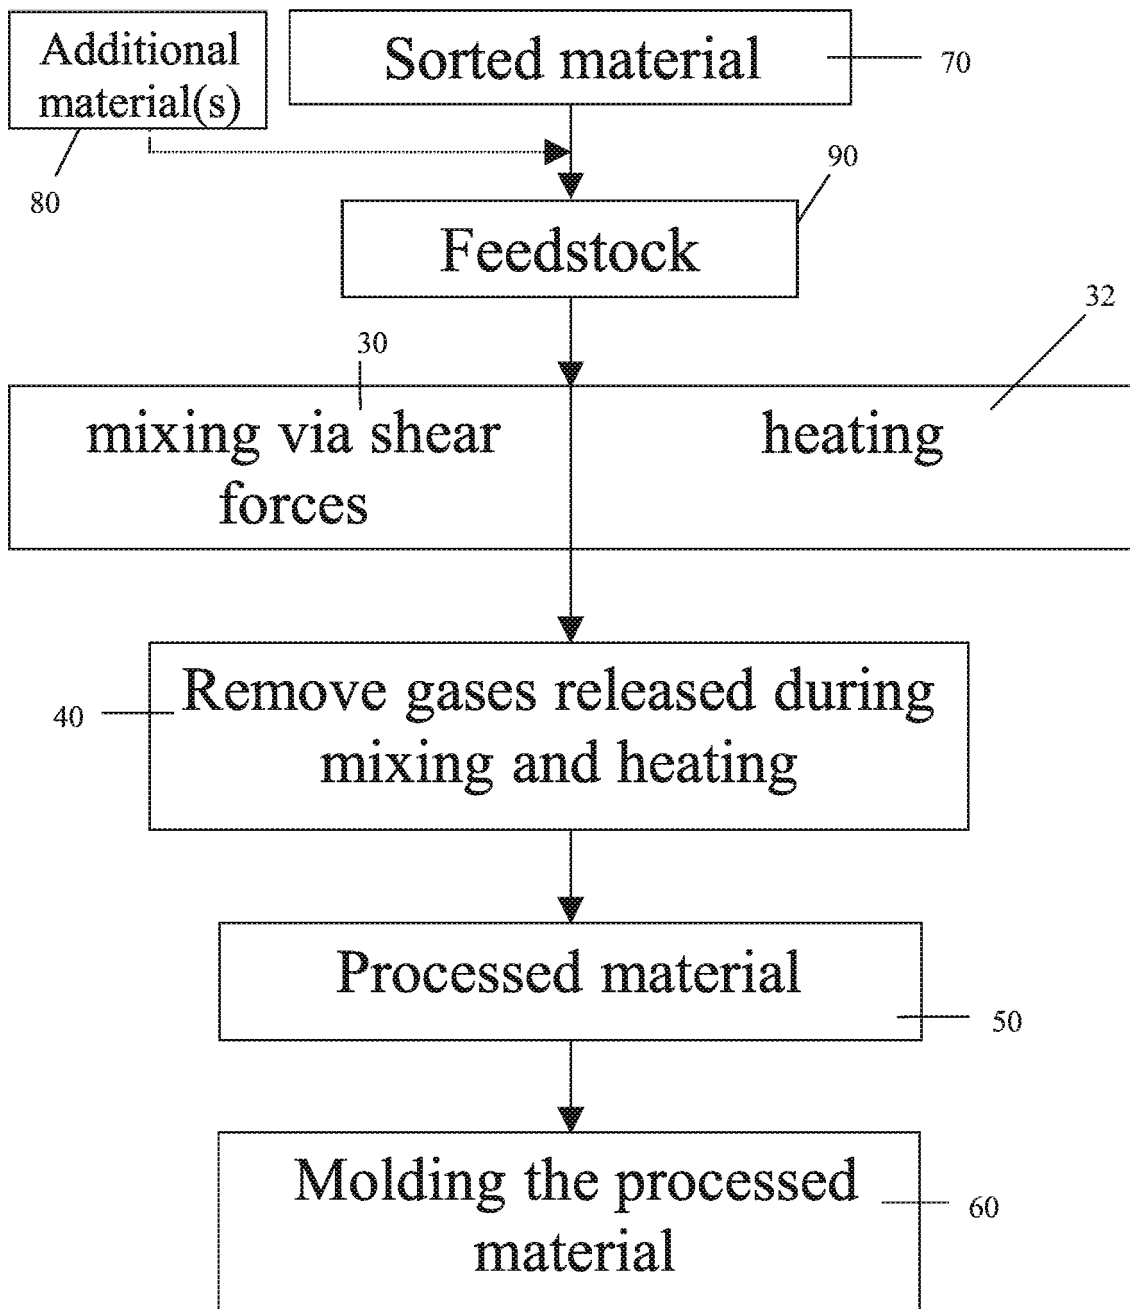 Additional
material(s)
80
Sorted material
70
90
Feedstock
30
32
mixing via shear
forces
heating
Remove gases released during
mixing and heating
40
Processed material
50
Molding the processed
material
60